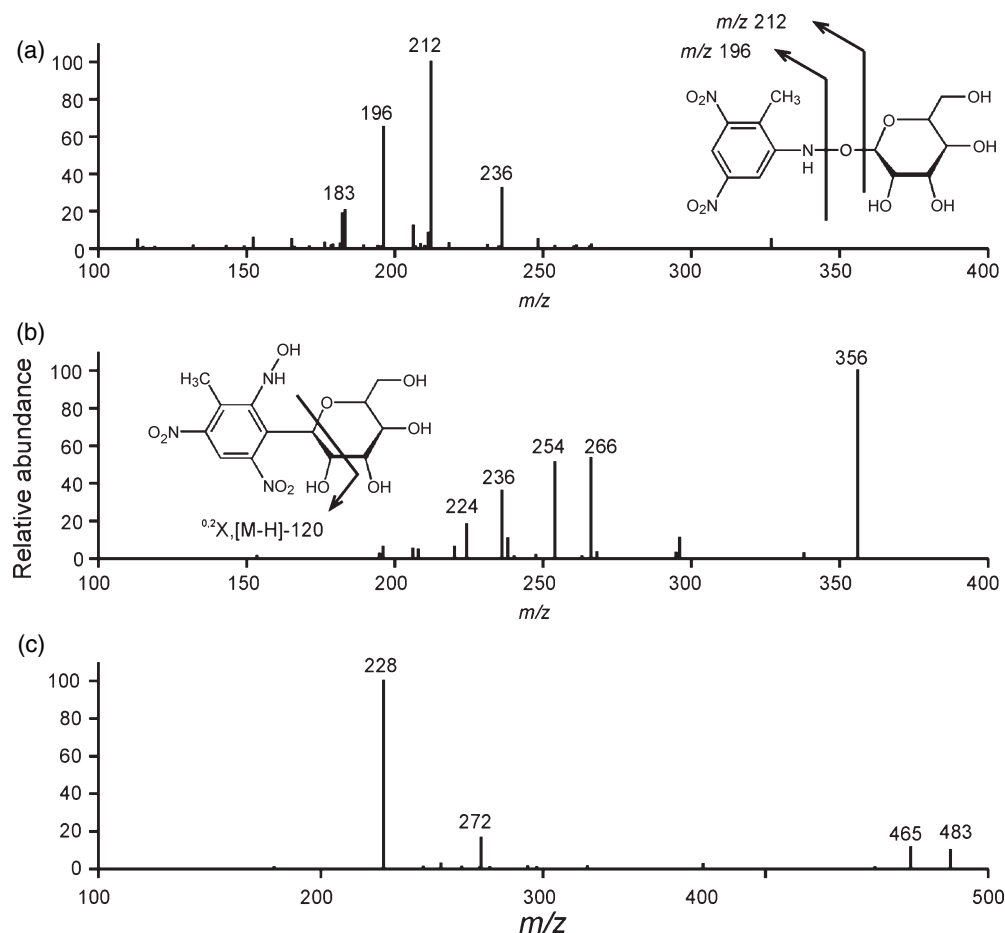 (a)
m/z 212
m/z 196
100
80
60
40
20
0
212
196
236
183
O₂N
CH₃
O₂N
N
H
O
O
OH
OH
HO
OH
100
150
200
250
300
350
400
m/z
(b)
Relative abundance
100
80
60
40
20
0
356
254
266
236
224
OH
NH
H₃C
O₂N
NO₂
O
OH
OH
HO
OH
⁰,²X,[M-H]-120
100
150
200
250
300
350
400
m/z
(c)
100
80
60
40
20
0
228
272
465
483
100
200
300
400
500
m/z